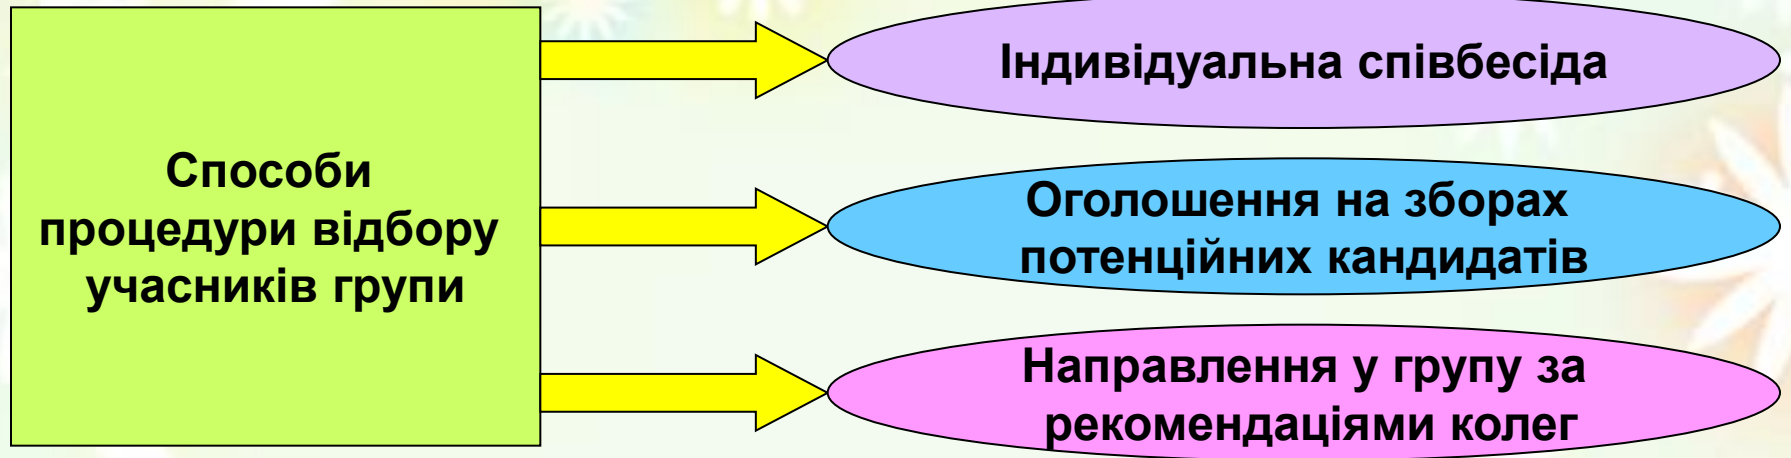 Способи
процедури відбору
учасників групи
Індивідуальна співбесіда
Оголошення на зборах
потенційних кандидатів
Направлення у групу за
рекомендаціями колег